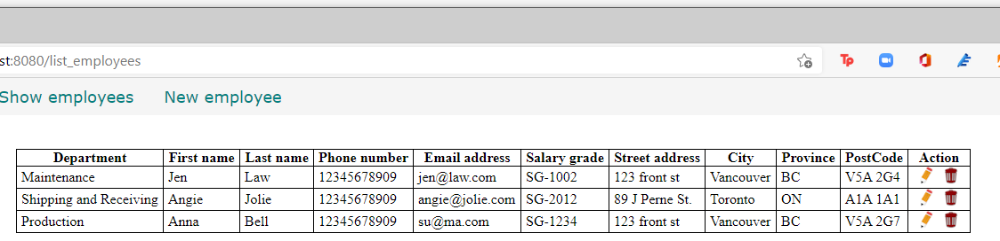 st:8080/list_employees
Tp
Show employees New employee
Department First name Last name Phone number Email address Salary grade Street address City Province PostCode Action
Maintenance Jen Law 12345678909 jen@law.com SG-1002 123 front st Vancouver BC V5A 2G4
Shipping and Receiving Angie Jolie 12345678909 angie@jolie.com SG-2012 89 J Perne St. Toronto ON A1A 1A1
Production Anna Bell 12345678909 su@ma.com SG-1234 123 front st Vancouver BC V5A 2G7